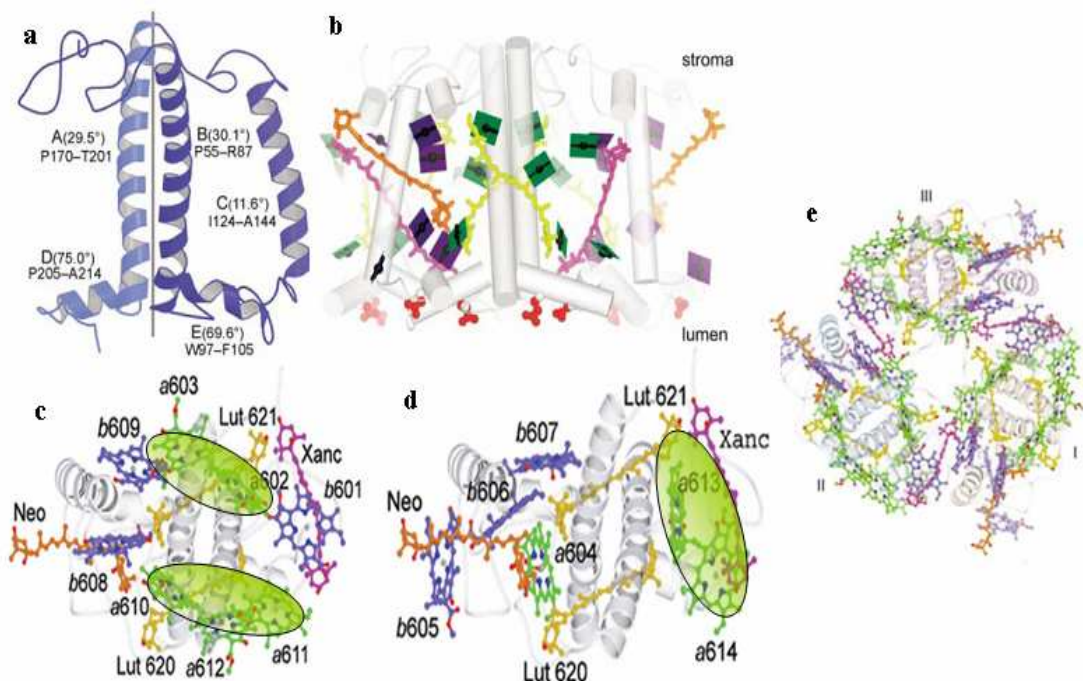 a
A(29.5°)
P170–T201
B(30.1°)
P55–R87
C(11.6°)
I124–A144
D(75.0°)
P205–A214
E(69.6°)
W97–F105
b
stroma
lumen
c
a603
Lut 621
b609
Xanc
a602
b601
Neo
b608
a610
Lut 620
a612
a611
d
Lut 621
b607
Xanc
b606
a613
Neo
a604
b605
Lut 620
a614
e
III
I
II